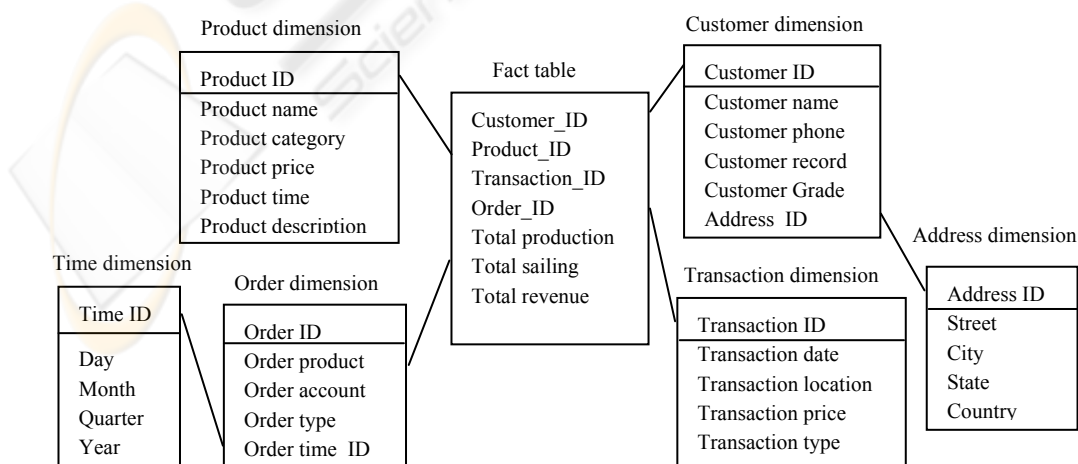 Product dimension
Product ID
Product name
Product category
Product price
Product time
Product description
Fact table
Customer_ID
Product_ID
Transaction_ID
Order_ID
Total production
Total sailing
Total revenue
Customer dimension
Customer ID
Customer name
Customer phone
Customer record
Customer Grade
Address_ID
Time dimension
Time ID
Day
Month
Quarter
Year
Order dimension
Order ID
Order product
Order account
Order type
Order time_ID
Transaction dimension
Transaction ID
Transaction date
Transaction location
Transaction price
Transaction type
Address dimension
Address ID
Street
City
State
Country